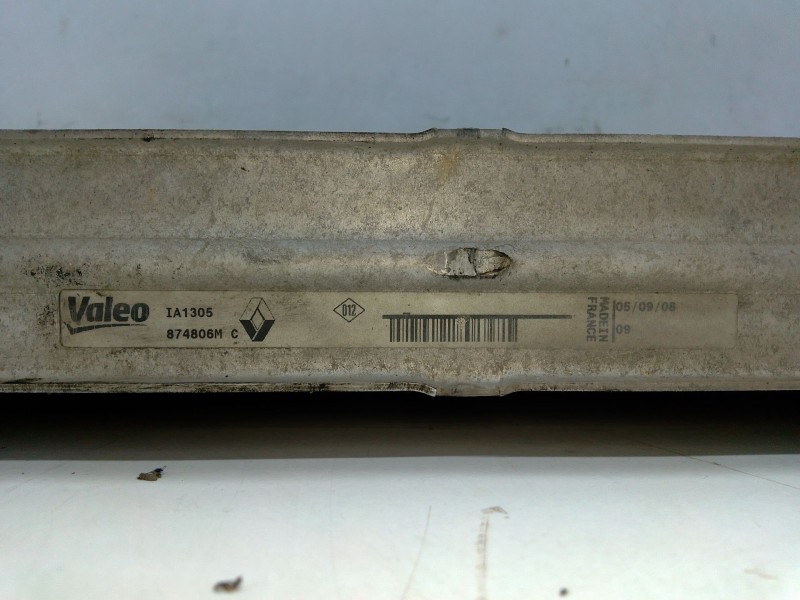 Valeo
IA1305
874806M C
D12
MADE IN
FRANCE
05/09/08
09